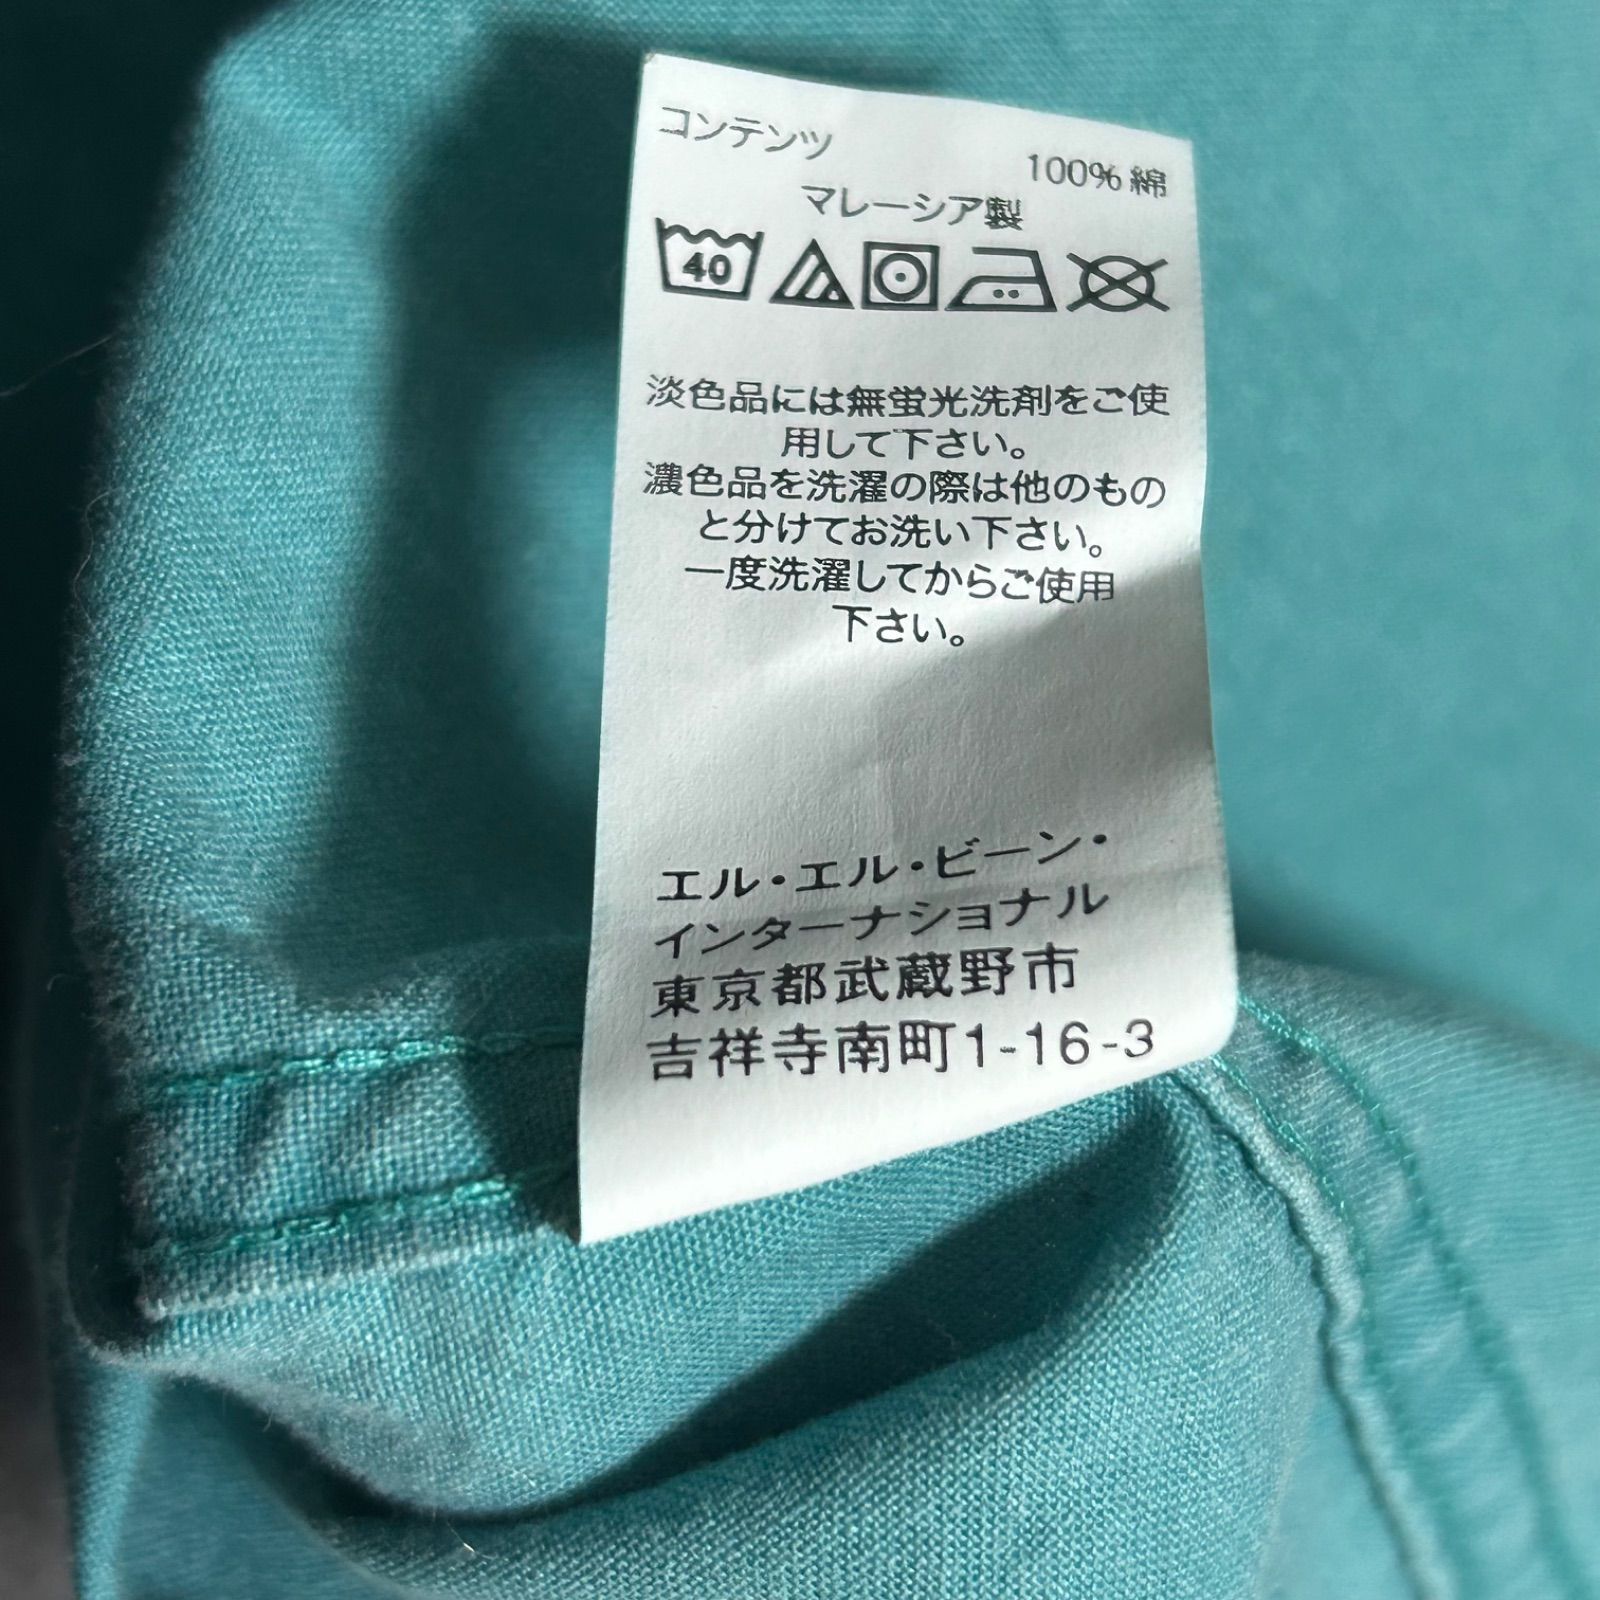 コンテンツ
100% 綿
マレーシア製
40
淡色品には無蛍光洗剤をご使
用して下さい。
濃色品を洗濯の際は他のもの
と分けてお洗い下さい。
一度洗濯してからご使用
下さい。
エル・エル・ビーン・
インターナショナル
東京都武蔵野市
吉祥寺南町1-16-3